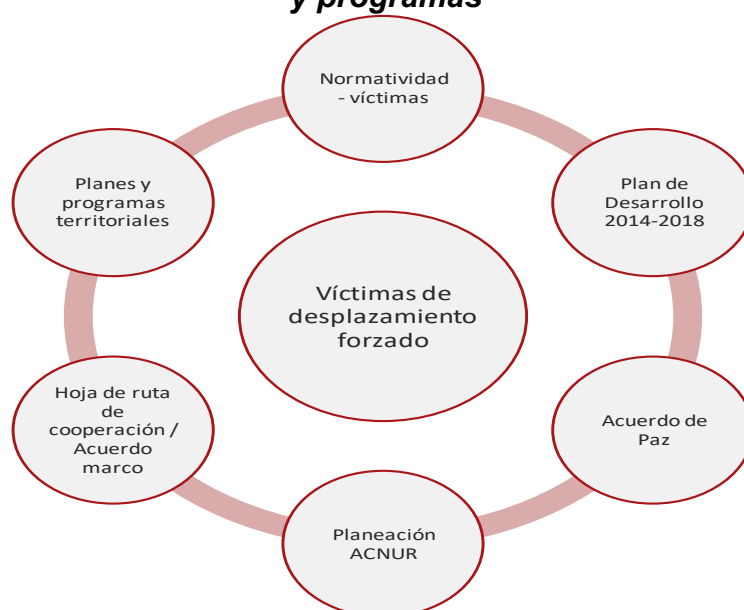 y programas
Normatividad
- víctimas
Plan de
Desarrollo
2014-2018
Acuerdo de
Paz
Planeación
ACNUR
Hoja de ruta
de
cooperación /
Acuerdo
marco
Planes y
programas
territoriales
Víctimas de
desplazamiento
forzado